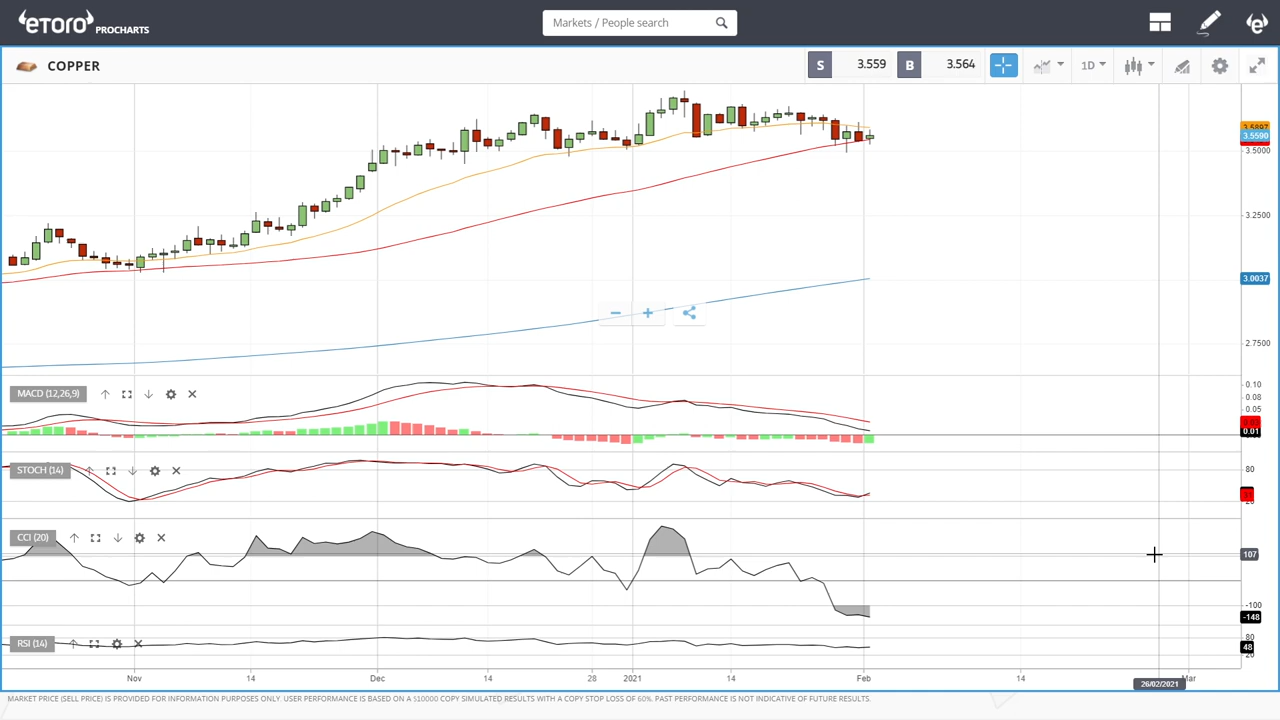 eToro PROCHARTS
Markets / People search
COPPER
S 3.559 B 3.564
1D
3.5897
3.5590
3.5000
3.2500
3.0037
2.7500
MACD (12,26,9)
0.10
0.08
0.05
0.01
STOCH (14)
80
CCI (20)
107
-100
-148
RSI (14)
80
48
Nov 14 Dec 14 28 2021 14 Feb 14 Mar
26/02/2021
MARKET PRICE (SELL PRICE) IS PROVIDED FOR INFORMATION PURPOSES ONLY. USER PERFORMANCE IS BASED ON A $10000 COPY SIMULATED RESULTS WITH A COPY STOP LOSS OF 60%. PAST PERFORMANCE IS NOT INDICATIVE OF FUTURE RESULTS.